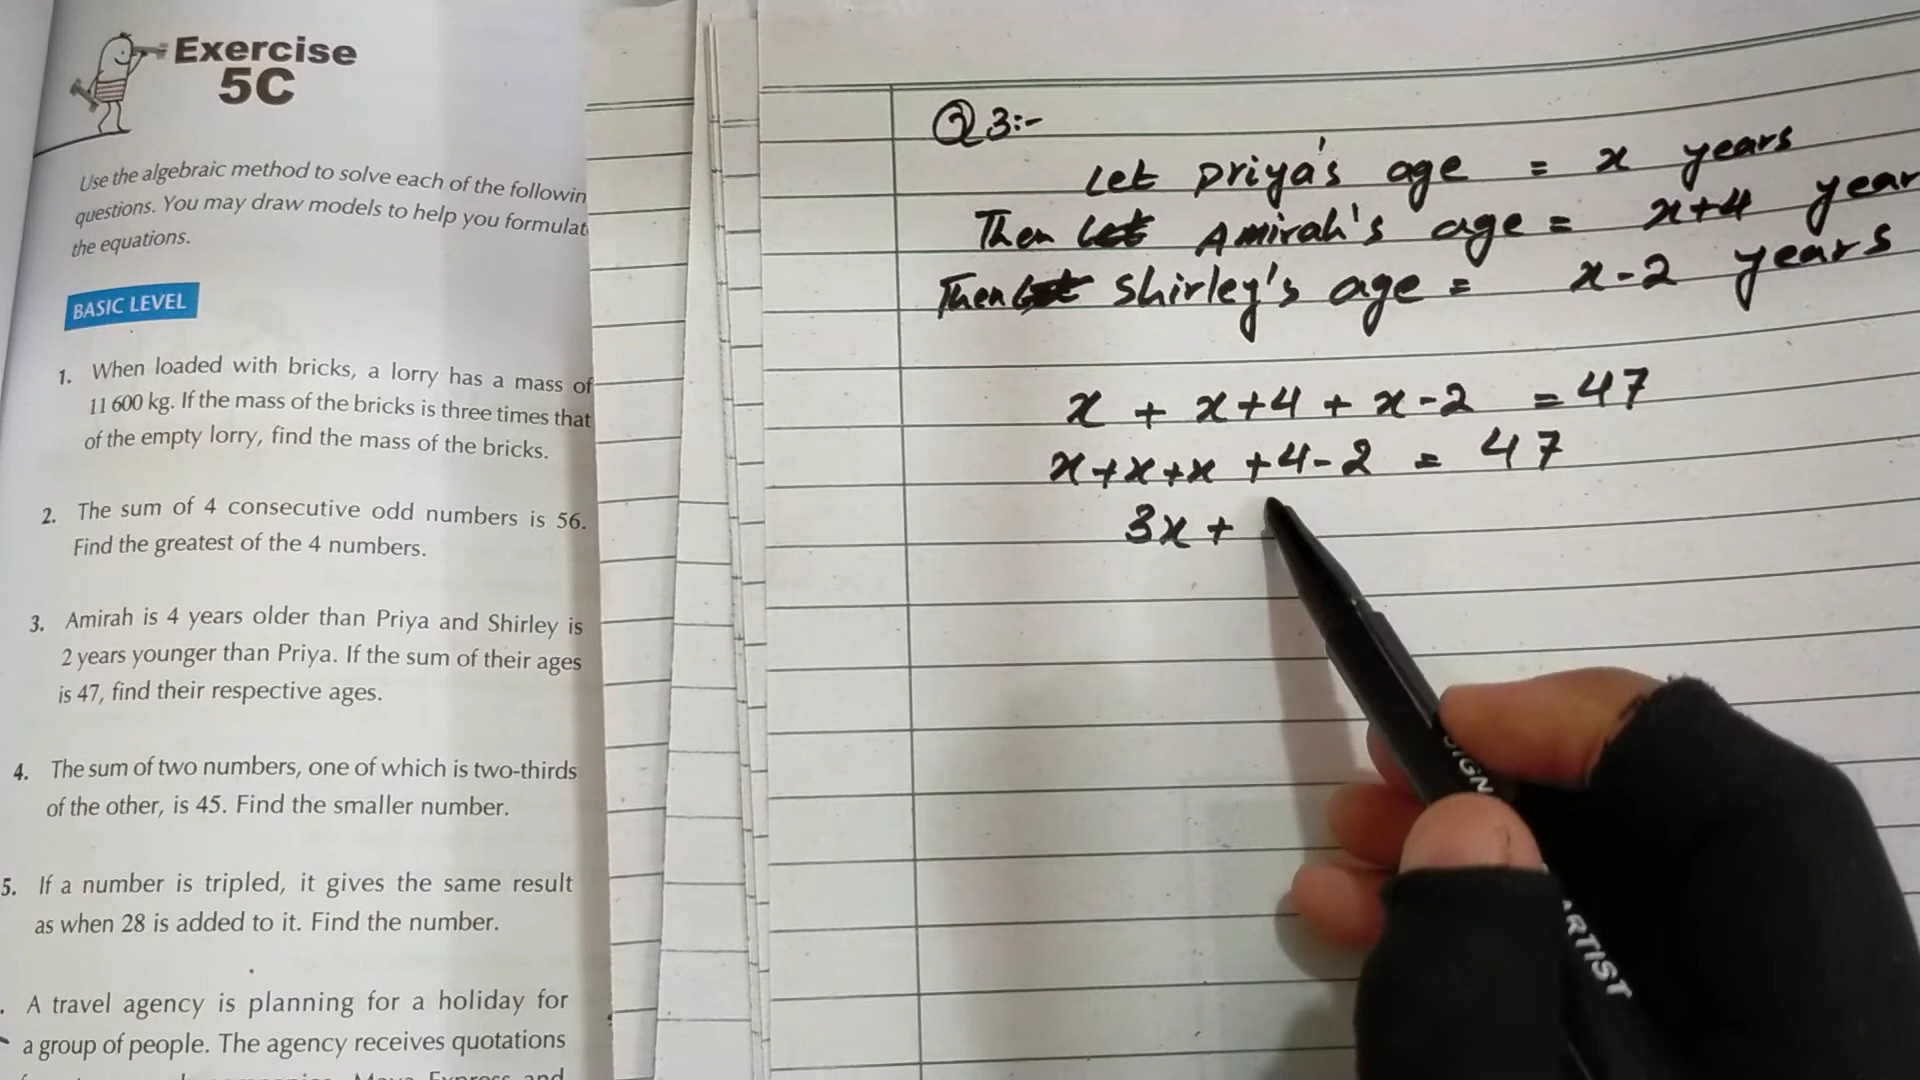 Exercise
5C
Use the algebraic method to solve each of the followin
questions. You may draw models to help you formulat
the equations.
BASIC LEVEL
1. When loaded with bricks, a lorry has a mass of
11 600 kg. If the mass of the bricks is three times that
of the empty lorry, find the mass of the bricks.
2. The sum of 4 consecutive odd numbers is 56.
Find the greatest of the 4 numbers.
3. Amirah is 4 years older than Priya and Shirley is
2 years younger than Priya. If the sum of their ages
is 47, find their respective ages.
4. The sum of two numbers, one of which is two-thirds
of the other, is 45. Find the smaller number.
5. If a number is tripled, it gives the same result
as when 28 is added to it. Find the number.
. A travel agency is planning for a holiday for
a group of people. The agency receives quotations
Express and
Q 3:-
Let Priya's age = x years
Then Let Amirah's age = x+4 year
Then Shirley's age = x-2 years
x + x+4 + x-2 = 47
x+x+x +4-2 = 47
3x +
SIGN
ARTIST